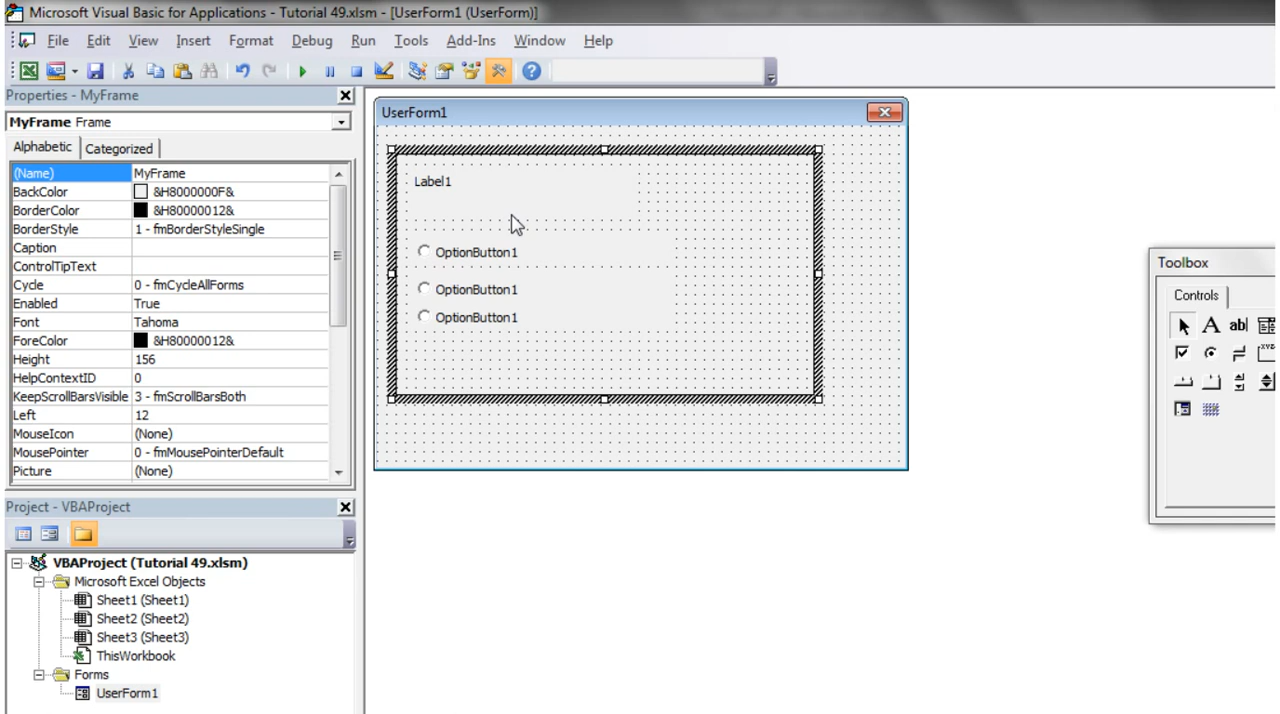 Microsoft Visual Basic for Applications - Tutorial 49.xlsm - [UserForm1 (UserForm)]
File Edit View Insert Format Debug Run Tools Add-Ins Window Help
Properties - MyFrame
MyFrame Frame
Alphabetic Categorized
(Name) MyFrame
BackColor &H8000000F&
BorderColor &H80000012&
BorderStyle 1 - fmBorderStyleSingle
Caption
ControlTipText
Cycle 0 - fmCycleAllForms
Enabled True
Font Tahoma
ForeColor &H80000012&
Height 156
HelpContextID 0
KeepScrollBarsVisible 3 - fmScrollBarsBoth
Left 12
MouseIcon (None)
MousePointer 0 - fmMousePointerDefault
Picture (None)
Project - VBAProject
VBAProject (Tutorial 49.xlsm)
Microsoft Excel Objects
Sheet1 (Sheet1)
Sheet2 (Sheet2)
Sheet3 (Sheet3)
ThisWorkbook
Forms
UserForm1
UserForm1
Label1
OptionButton1
OptionButton1
OptionButton1
Toolbox
Controls
A ab|
XYZ